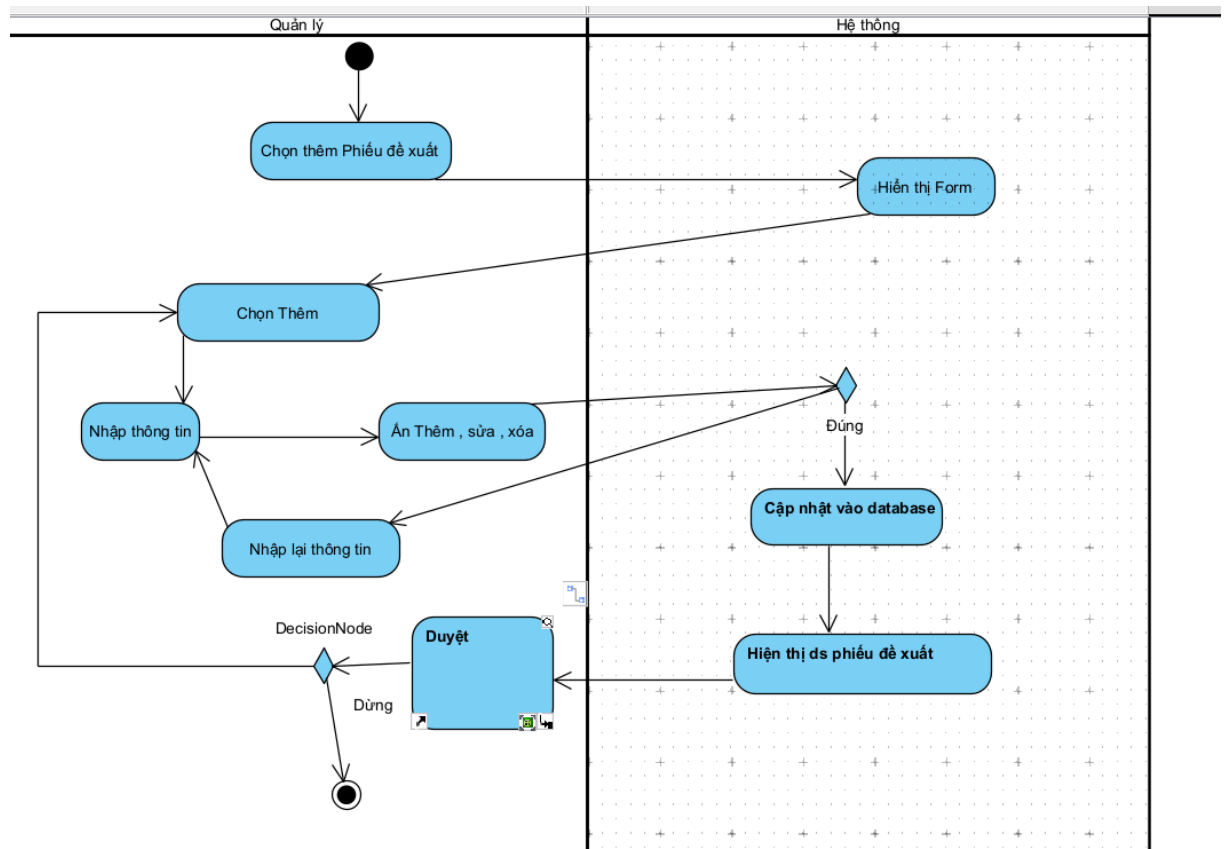 Quản lý
Hệ thông
Chọn thêm Phiếu đề xuất
Hiển thị Form
Chọn Thêm
Nhập thông tin
Ấn Thêm , sửa , xóa
Đúng
Cập nhật vào database
Nhập lại thông tin
DecisionNode
Duyệt
Hiện thị ds phiếu đề xuất
Dừng